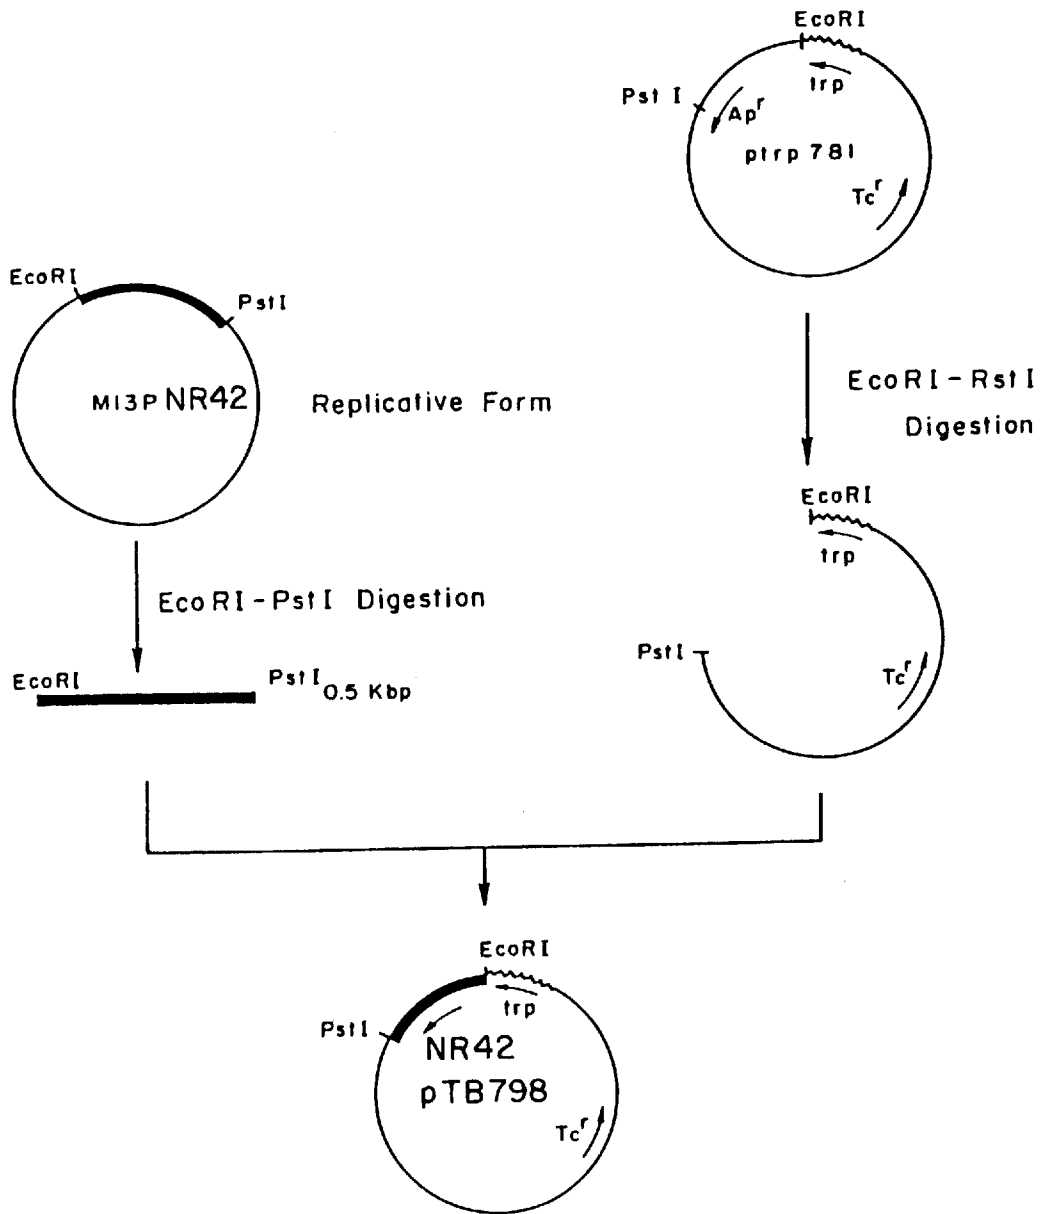 EcoRI
trp
Pst I
Apr
ptrp 781
Tcr
EcoRI
PstI
M13P NR42
Replicative Form
EcoRI-RstI
Digestion
EcoRI
trp
EcoRI-PstI Digestion
PstI
Tcr
EcoRI
PstI
0.5 Kbp
EcoRI
trp
PstI
NR42
pTB798
Tcr